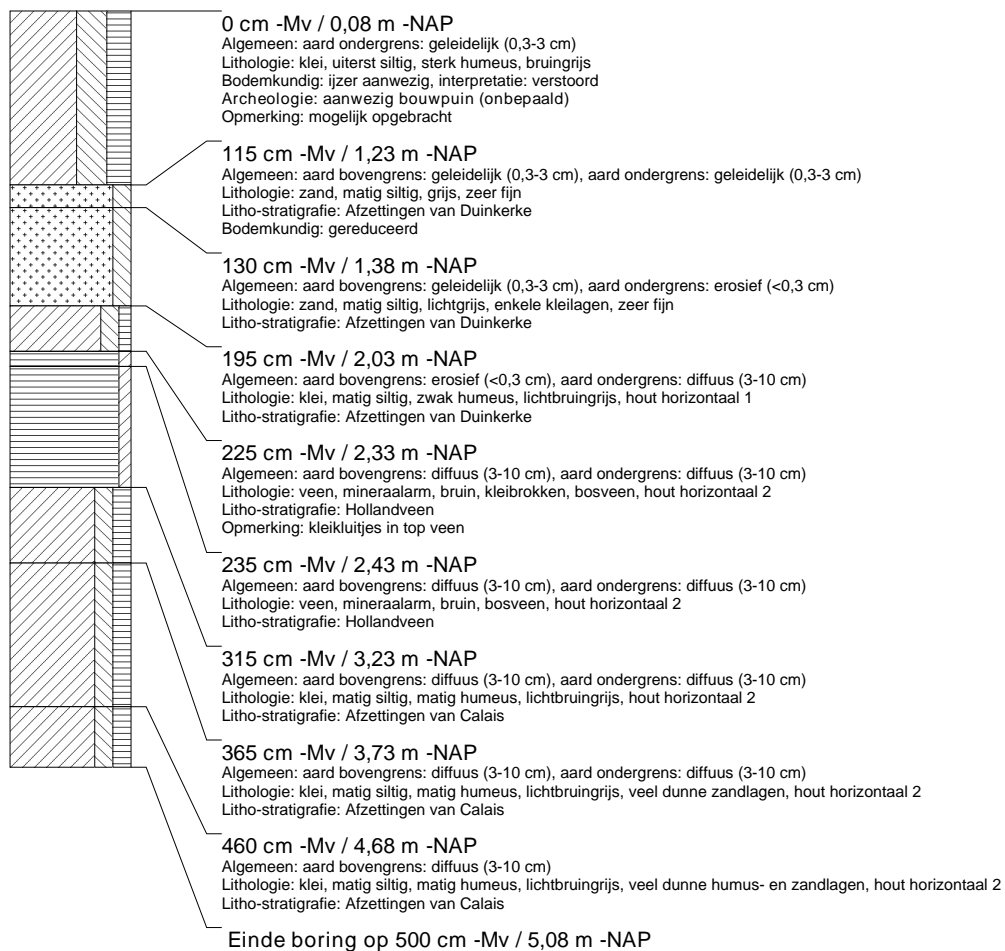 0 cm -Mv / 0,08 m -NAP
Algemeen: aard ondergrens: geleidelijk (0,3-3 cm)
Lithologie: klei, uiterst siltig, sterk humeus, bruingrijs
Bodemkundig: ijzer aanwezig, interpretatie: verstoord
Archeologie: aanwezig bouwpuin (onbepaald)
Opmerking: mogelijk opgebracht
115 cm -Mv / 1,23 m -NAP
Algemeen: aard bovengrens: geleidelijk (0,3-3 cm), aard ondergrens: geleidelijk (0,3-3 cm)
Lithologie: zand, matig siltig, grijs, zeer fijn
Litho-stratigrafie: Afzettingen van Duinkerke
Bodemkundig: gereduceerd
130 cm -Mv / 1,38 m -NAP
Algemeen: aard bovengrens: geleidelijk (0,3-3 cm), aard ondergrens: erosief (<0,3 cm)
Lithologie: zand, matig siltig, lichtgrijs, enkele kleilagen, zeer fijn
Litho-stratigrafie: Afzettingen van Duinkerke
195 cm -Mv / 2,03 m -NAP
Algemeen: aard bovengrens: erosief (<0,3 cm), aard ondergrens: diffuus (3-10 cm)
Lithologie: klei, matig siltig, zwak humeus, lichtbruingrijs, hout horizontaal 1
Litho-stratigrafie: Afzettingen van Duinkerke
225 cm -Mv / 2,33 m -NAP
Algemeen: aard bovengrens: diffuus (3-10 cm), aard ondergrens: diffuus (3-10 cm)
Lithologie: veen, mineraalarm, bruin, kleibrokken, bosveen, hout horizontaal 2
Litho-stratigrafie: Hollandveen
Opmerking: kleikluitjes in top veen
235 cm -Mv / 2,43 m -NAP
Algemeen: aard bovengrens: diffuus (3-10 cm), aard ondergrens: diffuus (3-10 cm)
Lithologie: veen, mineraalarm, bruin, bosveen, hout horizontaal 2
Litho-stratigrafie: Hollandveen
315 cm -Mv / 3,23 m -NAP
Algemeen: aard bovengrens: diffuus (3-10 cm), aard ondergrens: diffuus (3-10 cm)
Lithologie: klei, matig siltig, matig humeus, lichtbruingrijs, hout horizontaal 2
Litho-stratigrafie: Afzettingen van Calais
365 cm -Mv / 3,73 m -NAP
Algemeen: aard bovengrens: diffuus (3-10 cm), aard ondergrens: diffuus (3-10 cm)
Lithologie: klei, matig siltig, matig humeus, lichtbruingrijs, veel dunne zandlagen, hout horizontaal 2
Litho-stratigrafie: Afzettingen van Calais
460 cm -Mv / 4,68 m -NAP
Algemeen: aard bovengrens: diffuus (3-10 cm)
Lithologie: klei, matig siltig, matig humeus, lichtbruingrijs, veel dunne humus- en zandlagen, hout horizontaal 2
Litho-stratigrafie: Afzettingen van Calais
Einde boring op 500 cm -Mv / 5,08 m -NAP